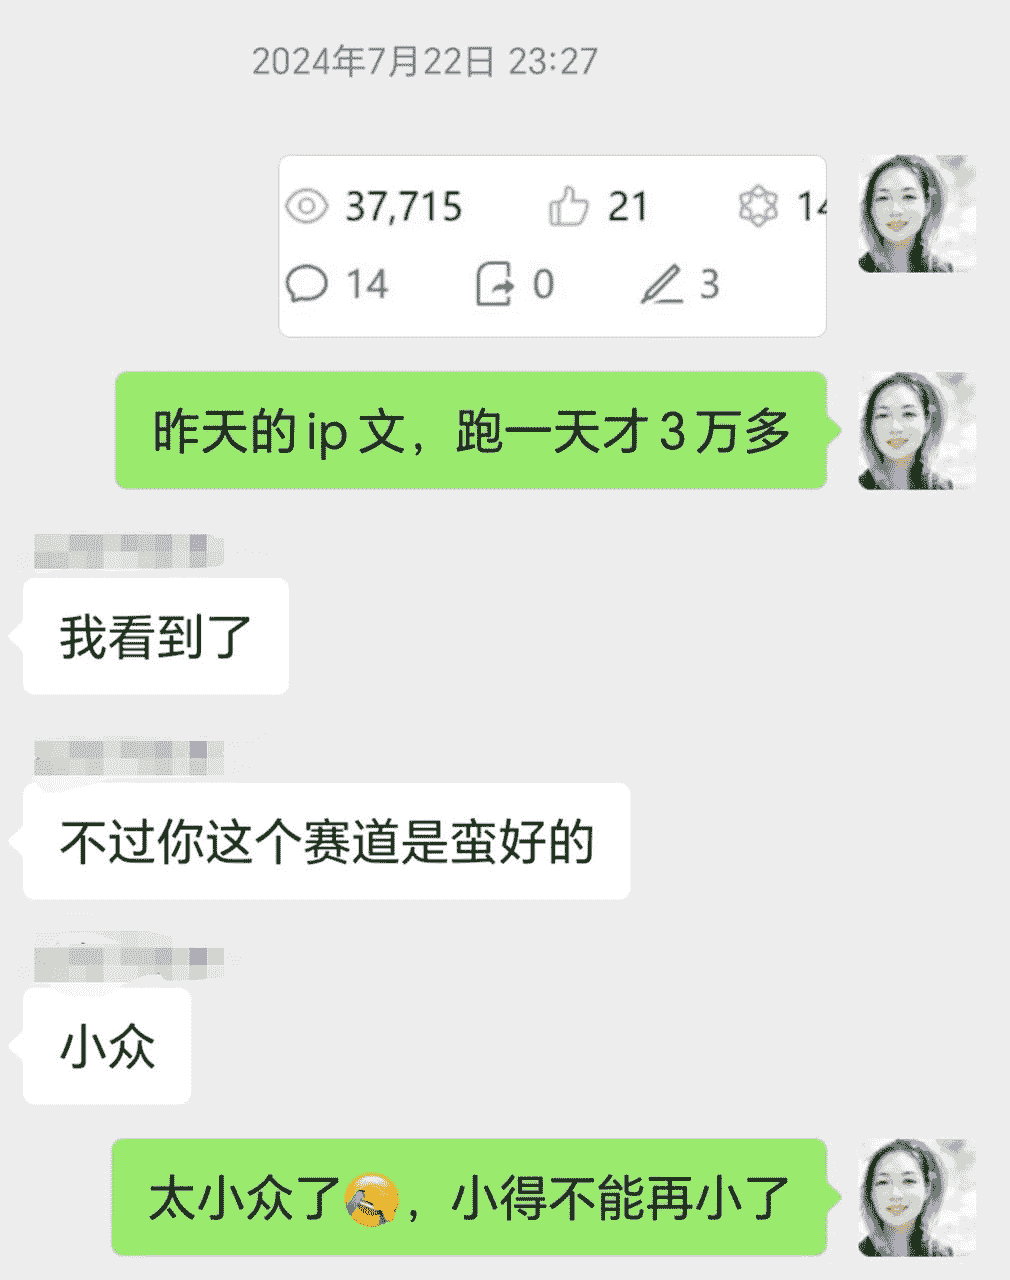 2024年7月22日 23:27
37,715 21 14
14 0 3
昨天的ip文，跑一天才3万多
我看到了
不过你这个赛道是蛮好的
小众
太小众了，小得不能再小了